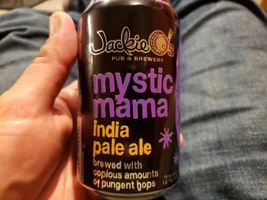 Jackie O's
PUB & BREWERY
mystic
mama
india
pale ale
brewed with
copious amounts
of pungent hops